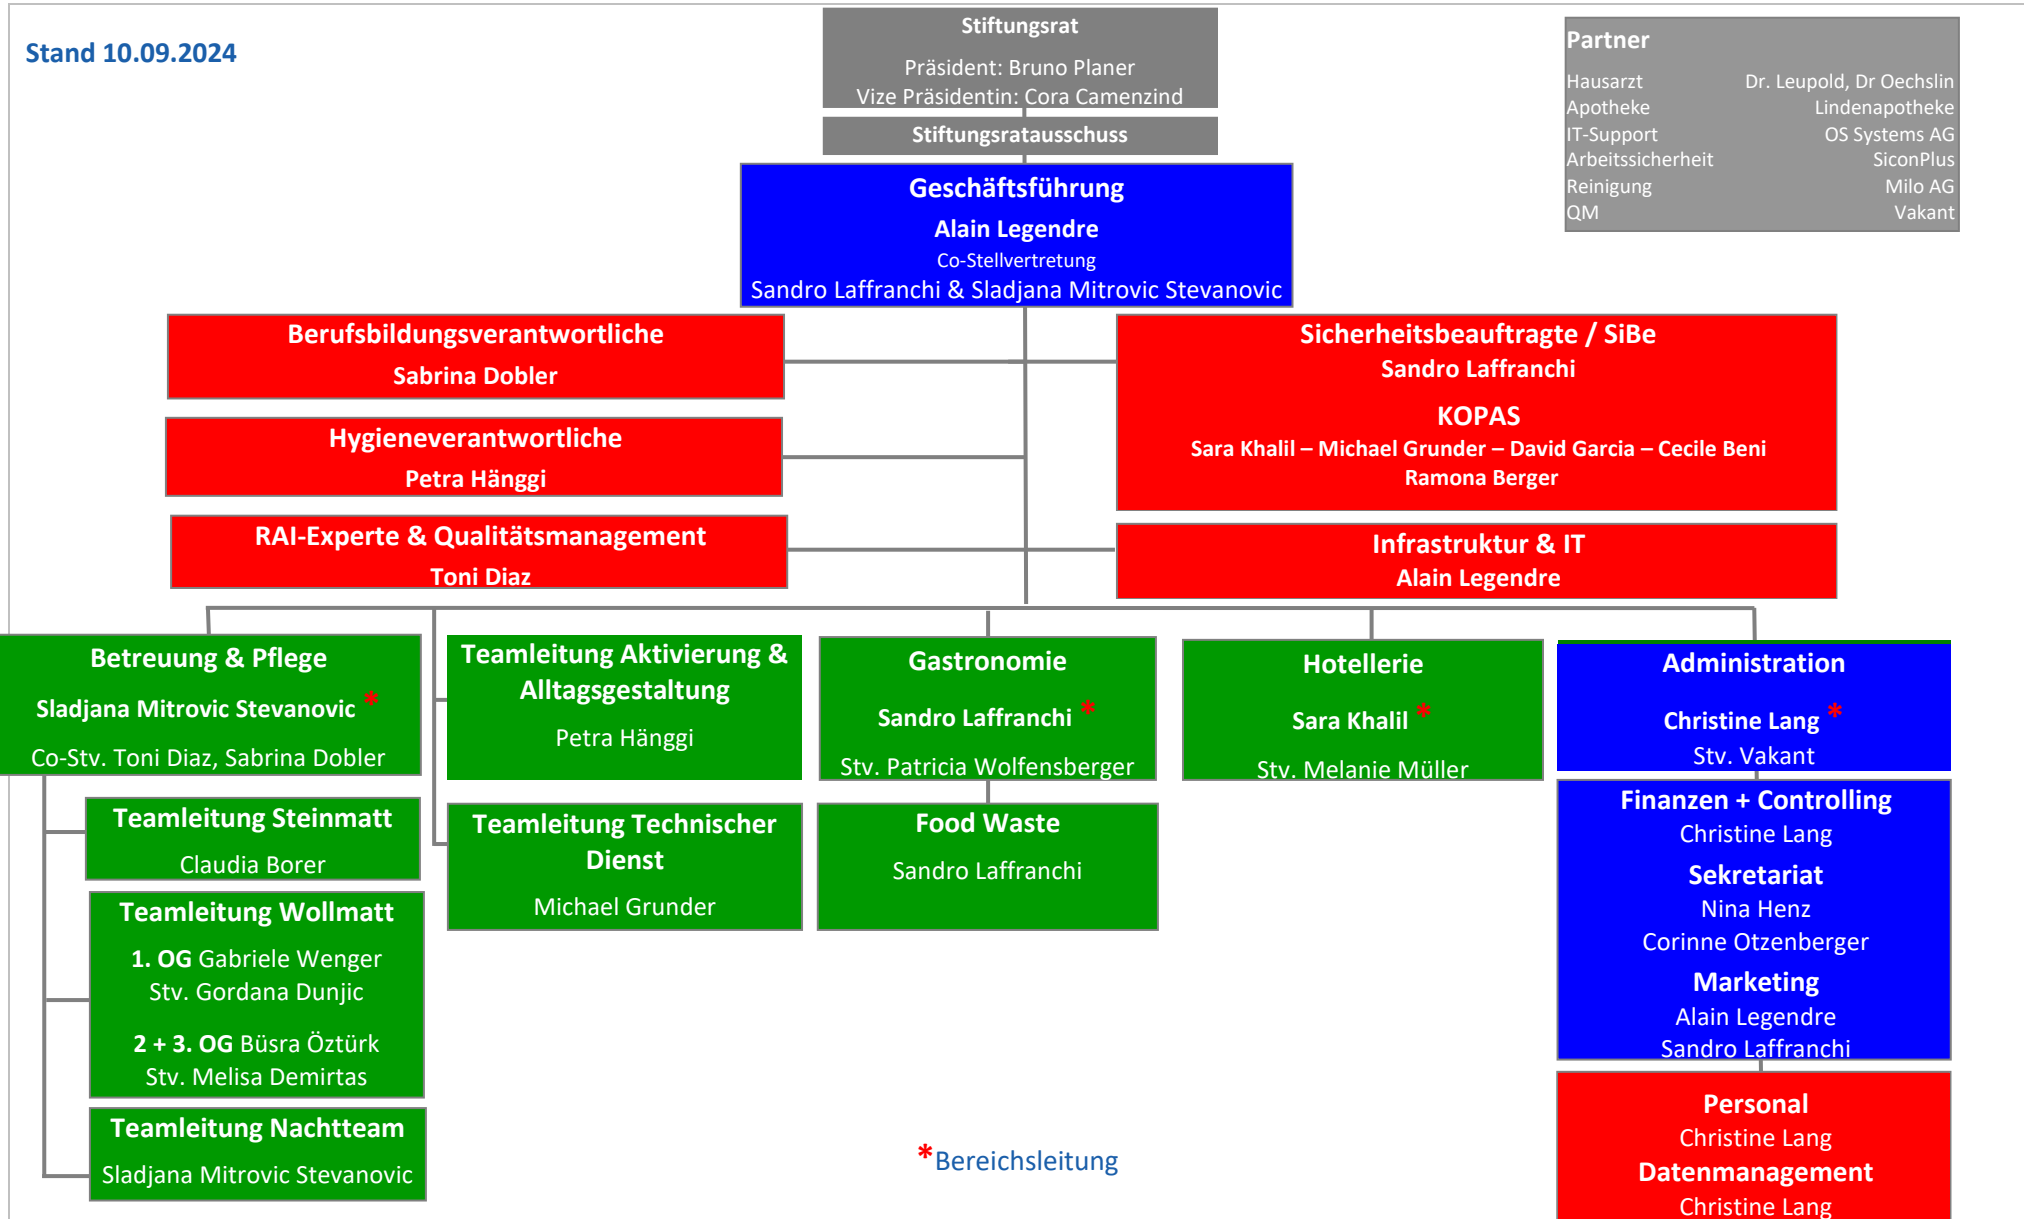 Stand 10.09.2024
Stiftungsrat
Präsident: Bruno Planer
Vize Präsidentin: Cora Camenzind
Stiftungsratausschuss
Geschäftsführung
Alain Legendre
Co-Stellvertretung
Sandro Laffranchi & Sladjana Mitrovic Stevanovic
Partner
Hausarzt Dr. Leupold, Dr Oechslin
Apotheke Lindenapotheke
IT-Support OS Systems AG
Arbeitssicherheit SiconPlus
Reinigung Milo AG
QM Vakant
Berufsbildungsverantwortliche
Sabrina Dobler
Sicherheitsbeauftragte / SiBe
Sandro Laffranchi
KOPAS
Sara Khalil – Michael Grunder – David Garcia – Cecile Beni
Ramona Berger
Hygieneverantwortliche
Petra Hänggi
RAI-Experte & Qualitätsmanagement
Toni Diaz
Infrastruktur & IT
Alain Legendre
Betreuung & Pflege
Sladjana Mitrovic Stevanovic *
Co-Stv. Toni Diaz, Sabrina Dobler
Teamleitung Steinmatt
Claudia Borer
Teamleitung Wollmatt
1. OG Gabriele Wenger
Stv. Gordana Dunjic
2 + 3. OG Büsra Öztürk
Stv. Melisa Demirtas
Teamleitung Nachtteam
Sladjana Mitrovic Stevanovic
Teamleitung Aktivierung &
Alltagsgestaltung
Petra Hänggi
Teamleitung Technischer
Dienst
Michael Grunder
Gastronomie
Sandro Laffranchi *
Stv. Patricia Wolfensberger
Food Waste
Sandro Laffranchi
Hotellerie
Sara Khalil *
Stv. Melanie Müller
Administration
Christine Lang *
Stv. Vakant
Finanzen + Controlling
Christine Lang
Sekretariat
Nina Henz
Corinne Otzenberger
Marketing
Alain Legendre
Sandro Laffranchi
Personal
Christine Lang
Datenmanagement
Christine Lang
*Bereichsleitung